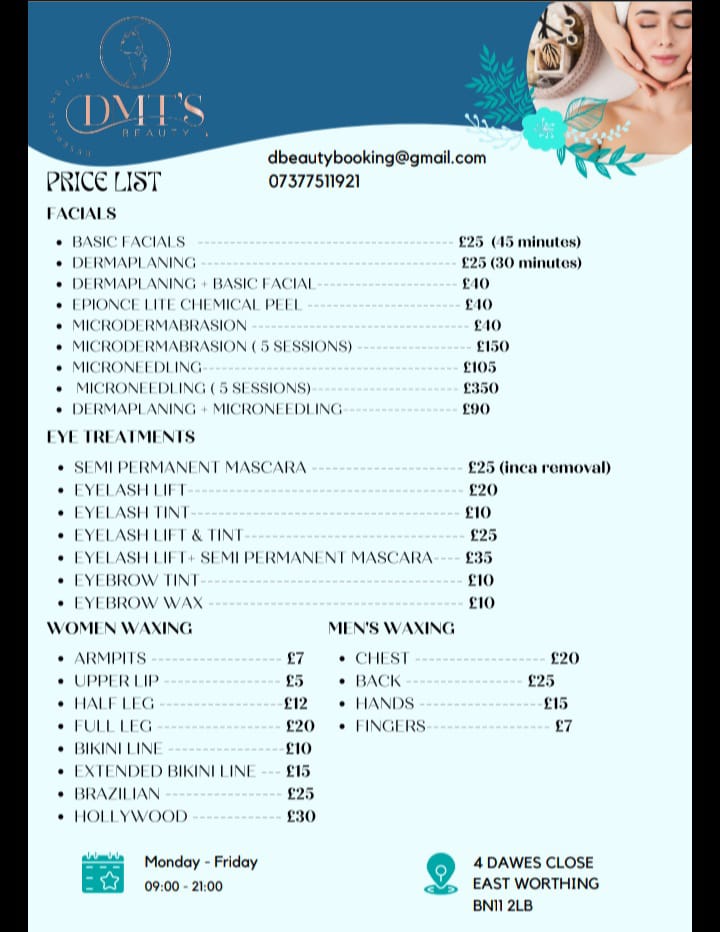 DESERVED ME TIME
DMT'S
BEAUTY
dbeautybooking@gmail.com
07377511921
PRICE LIST
FACIALS
• BASIC FACIALS ---------------------------------------- £25 (45 minutes)
• DERMAPLANING ---------------------------------------- £25 (30 minutes)
• DERMAPLANING + BASIC FACIAL---------------------- £40
• EPIONCE LITE CHEMICAL PEEL ------------------------ £40
• MICRODERMABRASION ---------------------------------- £40
• MICRODERMABRASION ( 5 SESSIONS) ------------------ £150
• MICRONEEDLING---------------------------------------- £105
• MICRONEEDLING ( 5 SESSIONS)----------------------- £350
• DERMAPLANING + MICRONEEDLING------------------ £90
EYE TREATMENTS
• SEMI PERMANENT MASCARA ------------------------ £25 (inca removal)
• EYELASH LIFT-------------------------------------------- £20
• EYELASH TINT------------------------------------------- £10
• EYELASH LIFT & TINT----------------------------------- £25
• EYELASH LIFT+ SEMI PERMANENT MASCARA---- £35
• EYEBROW TINT----------------------------------------- £10
• EYEBROW WAX ---------------------------------------- £10
WOMEN WAXING
• ARMPITS -------------------- £7
• UPPER LIP ------------------ £5
• HALF LEG -------------------£12
• FULL LEG ------------------- £20
• BIKINI LINE ------------------£10
• EXTENDED BIKINI LINE --- £15
• BRAZILIAN ------------------ £25
• HOLLYWOOD -------------- £30
MEN'S WAXING
• CHEST --------------------- £20
• BACK ------------------- £25
• HANDS --------------------£15
• FINGERS------------------- £7
Monday - Friday
09:00 - 21:00
4 DAWES CLOSE
EAST WORTHING
BN11 2LB